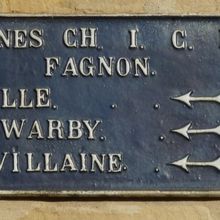 NES CH. I. C.
FAGNON.
LLE. . .
WARBY. .
VILLAINE. .